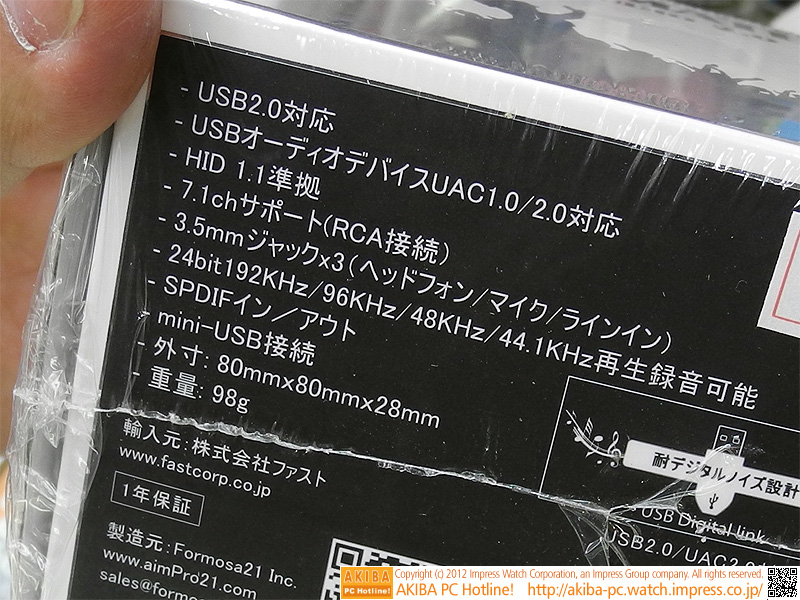 - USB2.0対応
- USBオーディオデバイスUAC1.0/2.0対応
- HID 1.1準拠
- 7.1chサポート(RCA接続)
- 3.5mmジャックx3(ヘッドフォン/マイク/ラインイン)
- 24bit192KHz/96KHz/48KHz/44.1KHz再生録音可能
- SPDIFイン/アウト
- mini-USB接続
- 外寸: 80mmx80mmx28mm
- 重量: 98g
輸入元:株式会社ファスト
www.fastcorp.co.jp
1年保証
製造元:Formosa21 Inc.
www.aimPro21.com
sales@formo
耐デジタルノイズ設計
USB Digital link
USB2.0/UAC2.0
AKIBA PC Hotline!
Copyright (c) 2012 Impress Watch Corporation, an Impress Group company. All rights reserved.
AKIBA PC Hotline! http://akiba-pc.watch.impress.co.jp/